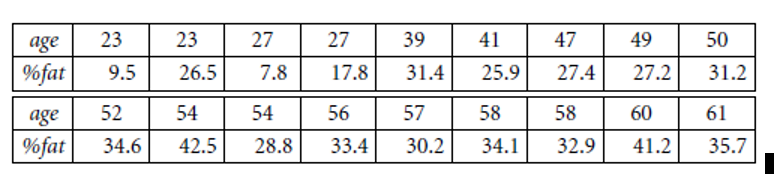 age 23 23 27 27 39 41 47 49 50
%fat 9.5 26.5 7.8 17.8 31.4 25.9 27.4 27.2 31.2
age 52 54 54 56 57 58 58 60 61
%fat 34.6 42.5 28.8 33.4 30.2 34.1 32.9 41.2 35.7